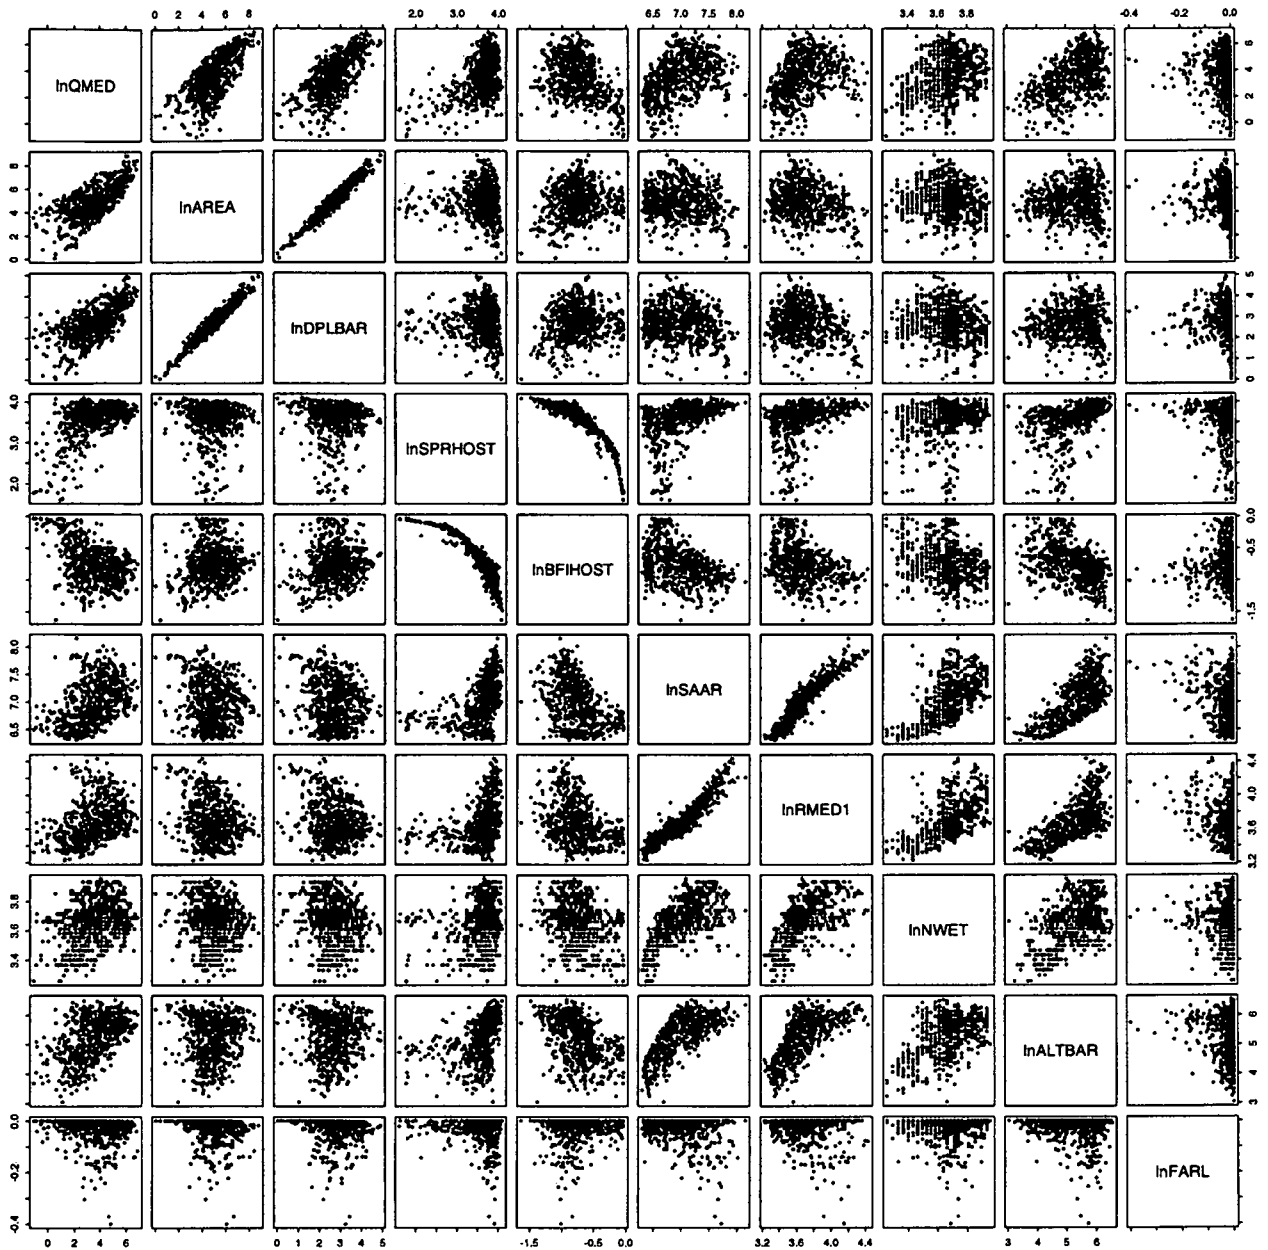 0 2 4 6 8 2.0 3.0 4.0 6.5 7.0 7.5 8.0 3.4 3.6 3.8 -0.4 -0.2 0.0
lnQMED
0 2 4 6
0 2 4 6 8
lnAREA
lnDPLBAR
0 1 2 3 4 5
2.0 3.0 4.0
lnSPRHOST
lnBFIHOST
-1.5 -0.5 0.0
6.5 7.0 7.5 8.0
lnSAAR
lnRMED1
3.2 3.6 4.0 4.4
3.4 3.6 3.8
lnNWET
lnALTBAR
3 4 5 6
-0.4 -0.2 0.0
lnFARL
0 2 4 6 0 1 2 3 4 5 -1.5 -0.5 0.0 3.2 3.6 4.0 4.4 3 4 5 6